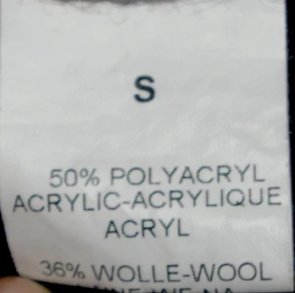 S
50% POLYACRYL
ACRYLIC-ACRYLIQUE
ACRYL
36% WOLLE-WOOL